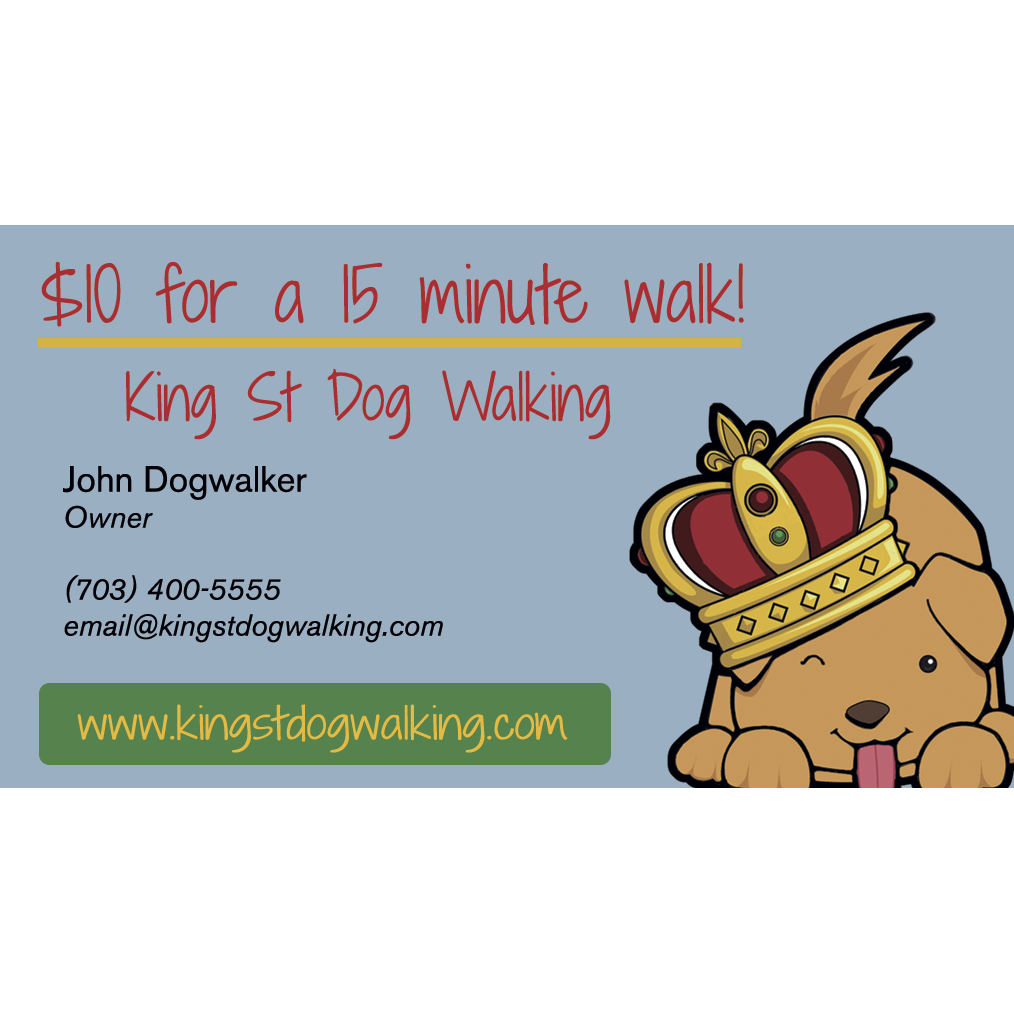 $10 for a 15 minute walk!
King St Dog Walking
John Dogwalker
Owner
(703) 400-5555
email@kingstdogwalking.com
www.kingstdogwalking.com